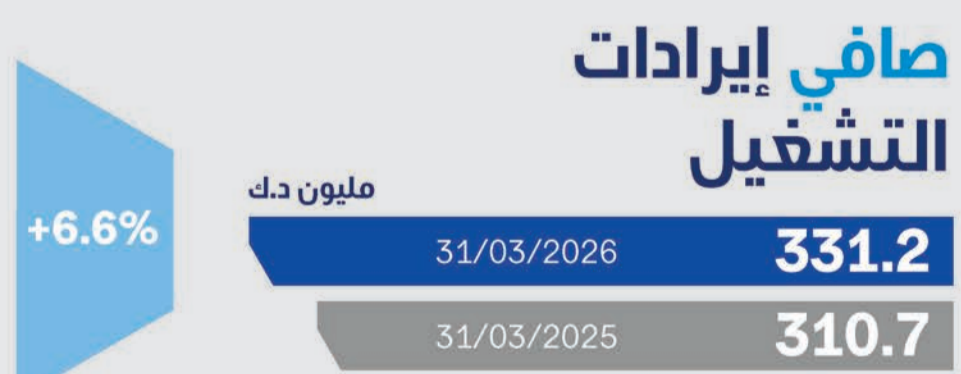 صافي إيرادات
التشغيل
مليون د.ك
331.2 31/03/2026
310.7 31/03/2025
+6.6%